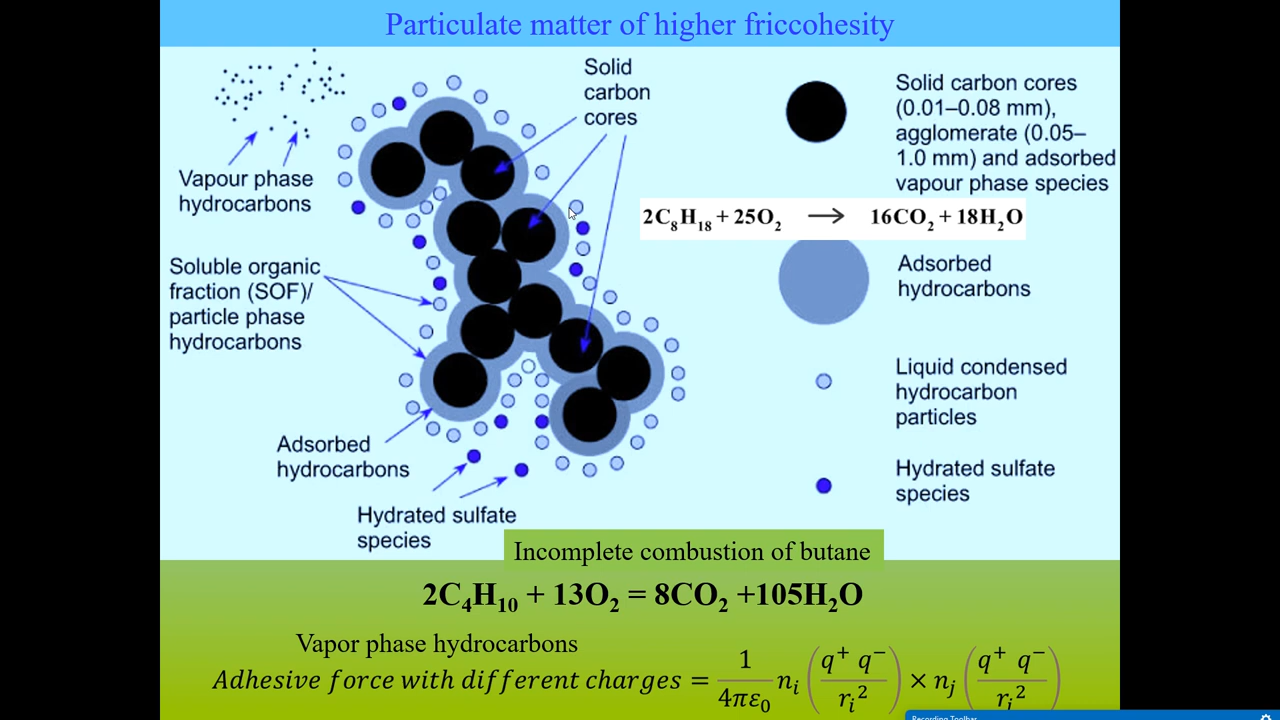 Particulate matter of higher friccohesity
Solid
carbon
cores
Vapour phase
hydrocarbons
Soluble organic
fraction (SOF)/
particle phase
hydrocarbons
Adsorbed
hydrocarbons
Hydrated sulfate
species
Solid carbon cores
(0.01–0.08 mm),
agglomerate (0.05–
1.0 mm) and adsorbed
vapour phase species
2C₈H₁₈ + 25O₂ → 16CO₂ + 18H₂O
Adsorbed
hydrocarbons
Liquid condensed
hydrocarbon
particles
Hydrated sulfate
species
Incomplete combustion of butane
2C₄H₁₀ + 13O₂ = 8CO₂ +105H₂O
Vapor phase hydrocarbons
Adhesive force with different charges = 1/(4πε₀) nᵢ (q⁺ q⁻ / rᵢ²) × nⱼ (q⁺ q⁻ / rᵢ²)
Recording Toolbar